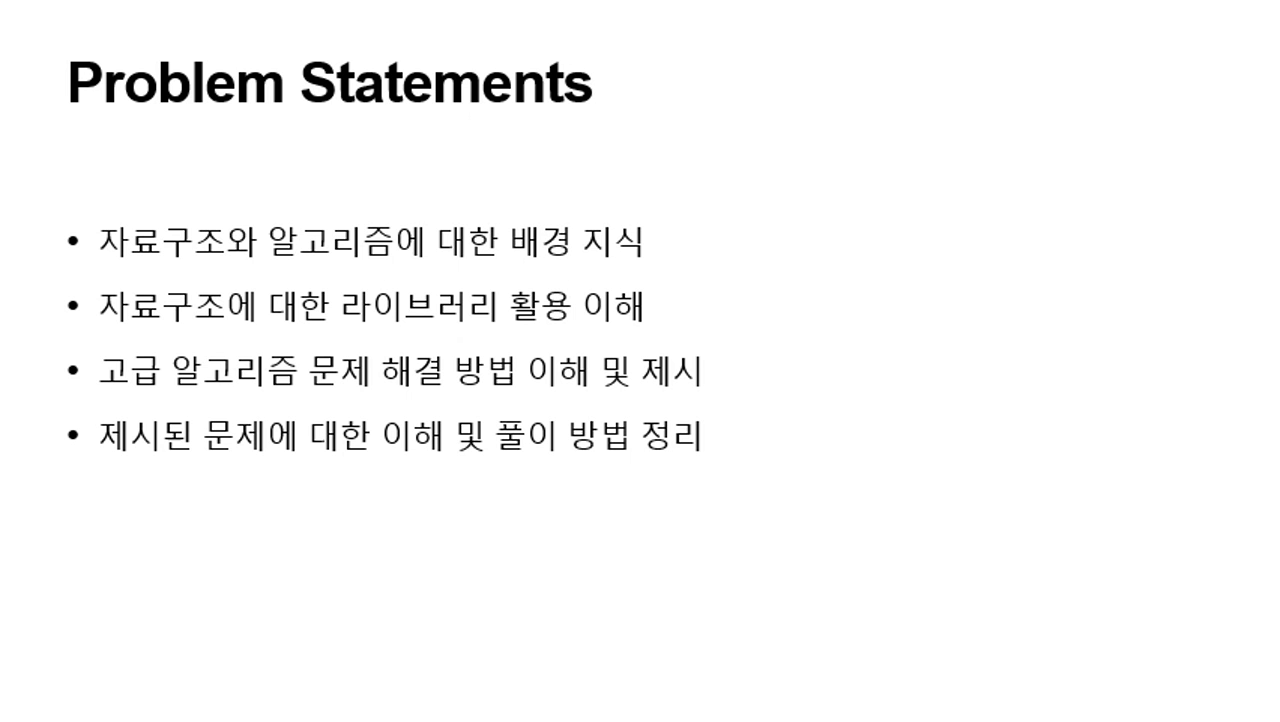 Problem Statements
• 자료구조와 알고리즘에 대한 배경 지식
• 자료구조에 대한 라이브러리 활용 이해
• 고급 알고리즘 문제 해결 방법 이해 및 제시
• 제시된 문제에 대한 이해 및 풀이 방법 정리